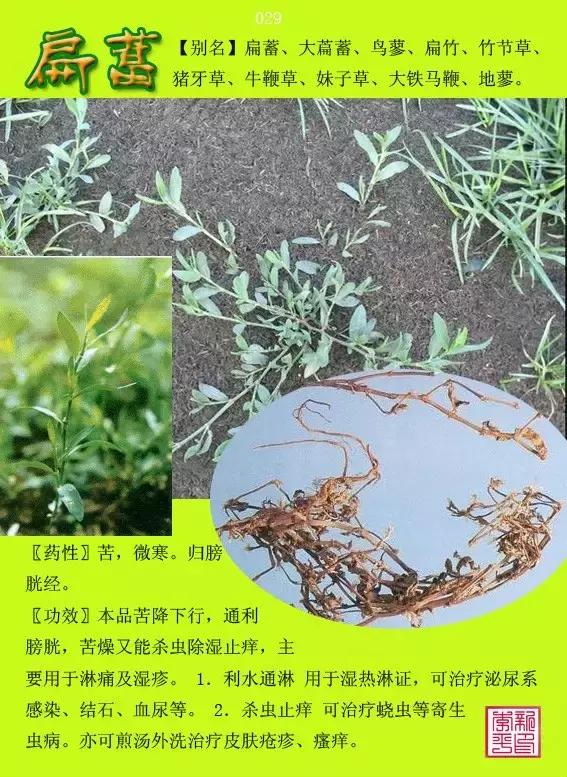 029
萹蓄
【别名】扁蓄、大萹蓄、鸟蓼、扁竹、竹节草、
猪牙草、牛鞭草、妹子草、大铁马鞭、地蓼。
〖药性〗苦，微寒。归膀
胱经。
〖功效〗本品苦降下行，通利
膀胱，苦燥又能杀虫除湿止痒，主
要用于淋痛及湿疹。 1．利水通淋 用于湿热淋证，可治疗泌尿系
感染、结石、血尿等。 2．杀虫止痒 可治疗蛲虫等寄生
虫病。亦可煎汤外洗治疗皮肤疮疹、瘙痒。